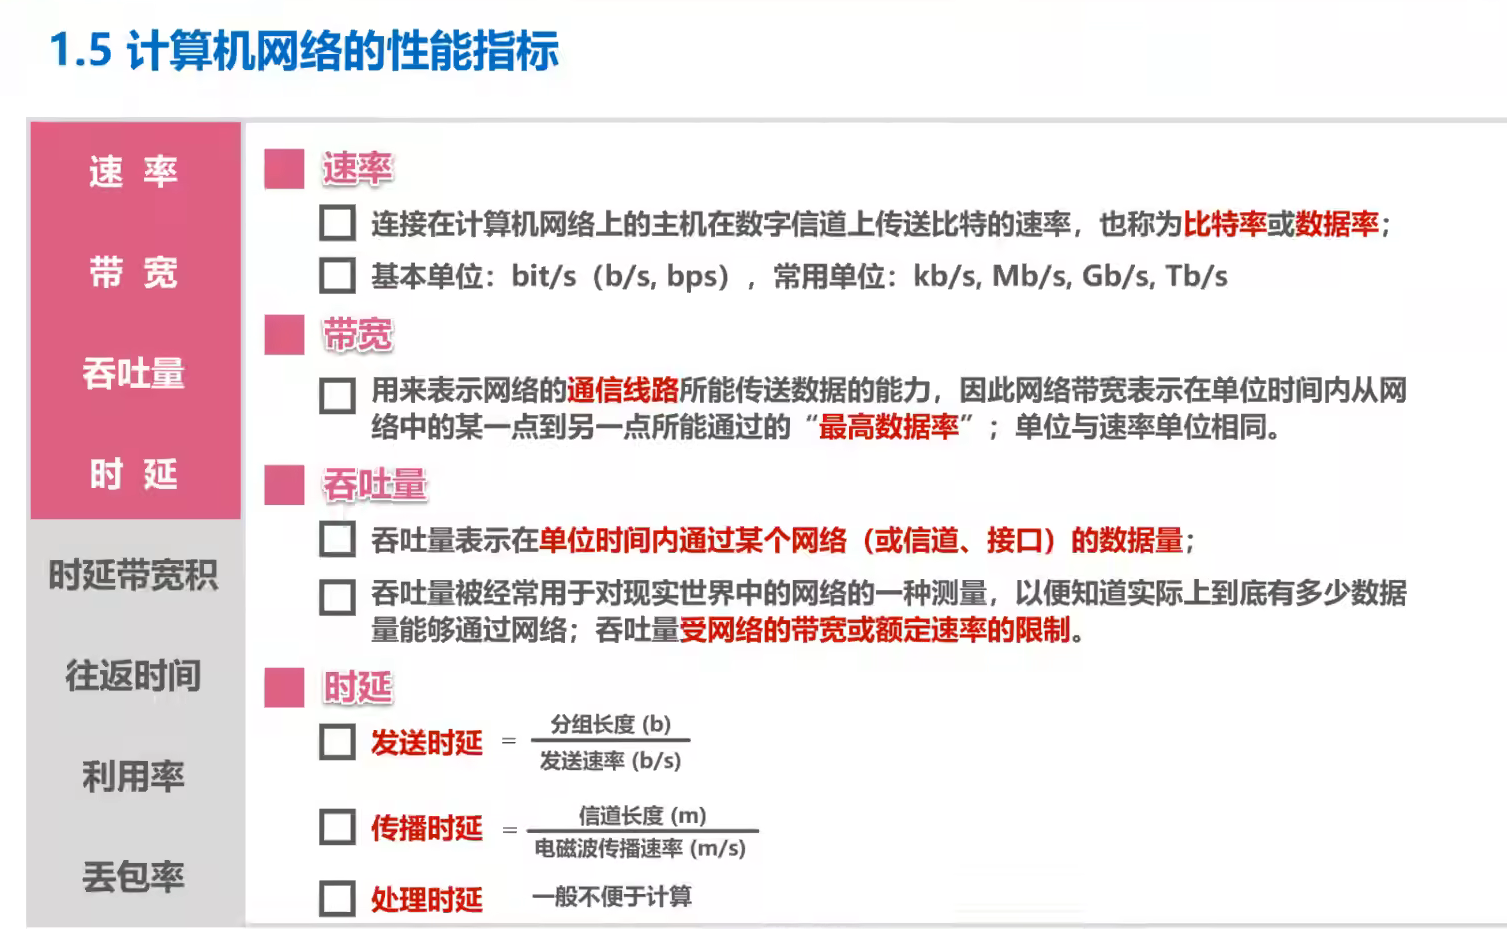 1.5 计算机网络的性能指标
速 率
带 宽
吞吐量
时 延
时延带宽积
往返时间
利用率
丢包率
速率
连接在计算机网络上的主机在数字信道上传送比特的速率，也称为比特率或数据率；
基本单位：bit/s（b/s, bps），常用单位：kb/s, Mb/s, Gb/s, Tb/s
带宽
用来表示网络的通信线路所能传送数据的能力，因此网络带宽表示在单位时间内从网
络中的某一点到另一点所能通过的“最高数据率”；单位与速率单位相同。
吞吐量
吞吐量表示在单位时间内通过某个网络（或信道、接口）的数据量；
吞吐量被经常用于对现实世界中的网络的一种测量，以便知道实际上到底有多少数据
量能够通过网络；吞吐量受网络的带宽或额定速率的限制。
时延
发送时延 = 分组长度 (b)
发送速率 (b/s)
传播时延 = 信道长度 (m)
电磁波传播速率 (m/s)
处理时延 一般不便于计算